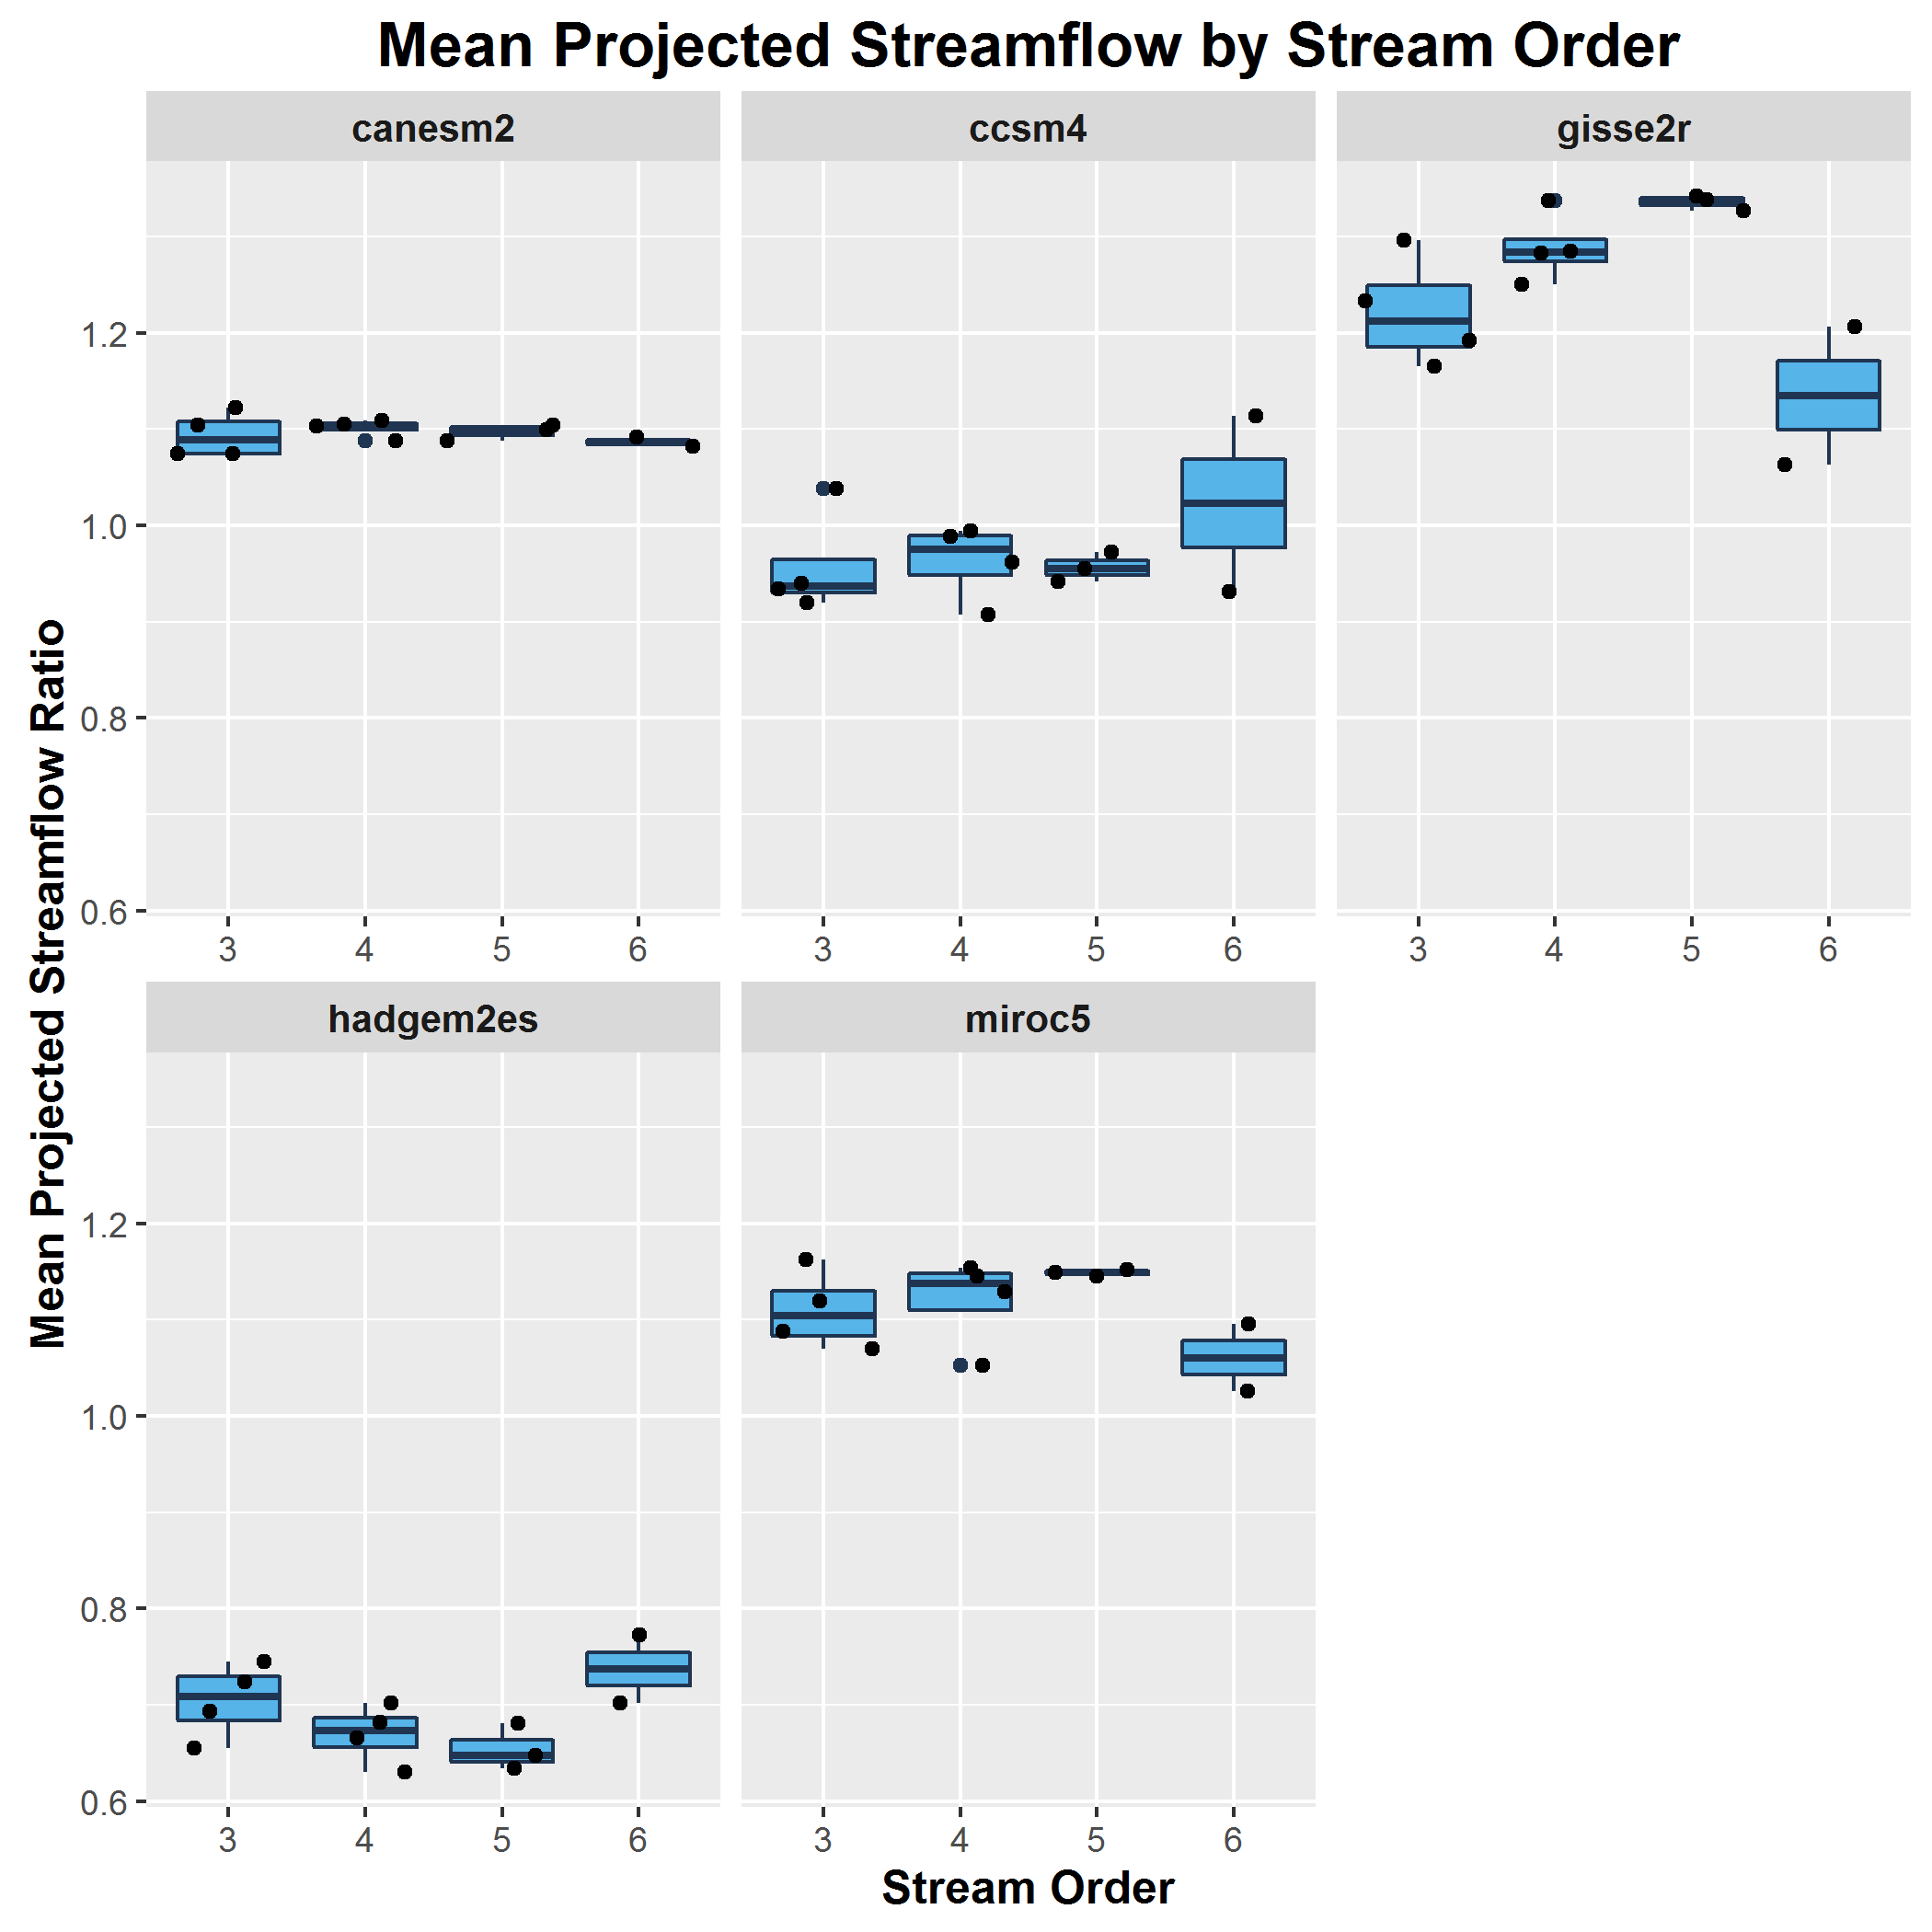 Mean Projected Streamflow by Stream Order
canesm2 ccsm4 gisse2r
1.2
1.0
0.8
0.6
3 4 5 6 3 4 5 6 3 4 5 6
Mean Projected Streamflow Ratio
hadgem2es miroc5
1.2
1.0
0.8
0.6
3 4 5 6 3 4 5 6
Stream Order